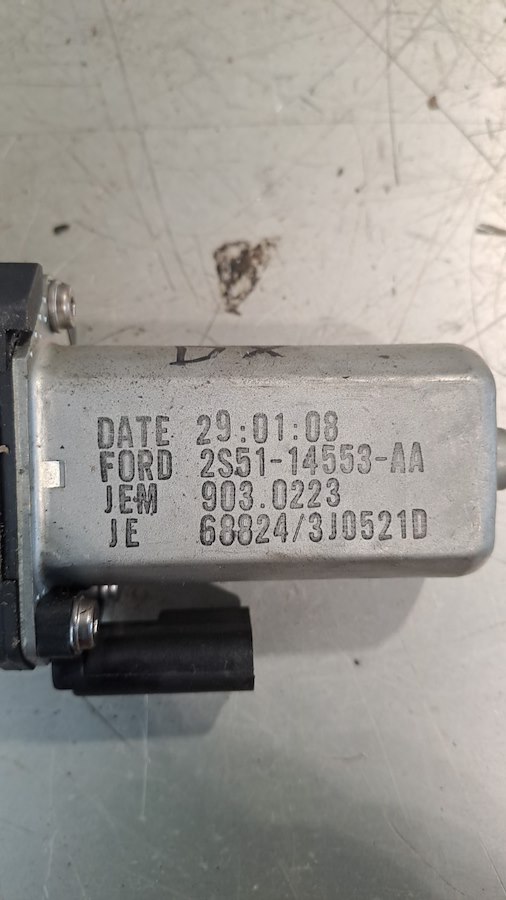 DATE 29:01:08
FORD 2S51-14553-AA
JEM 903.0223
JE 68824/3J0521D